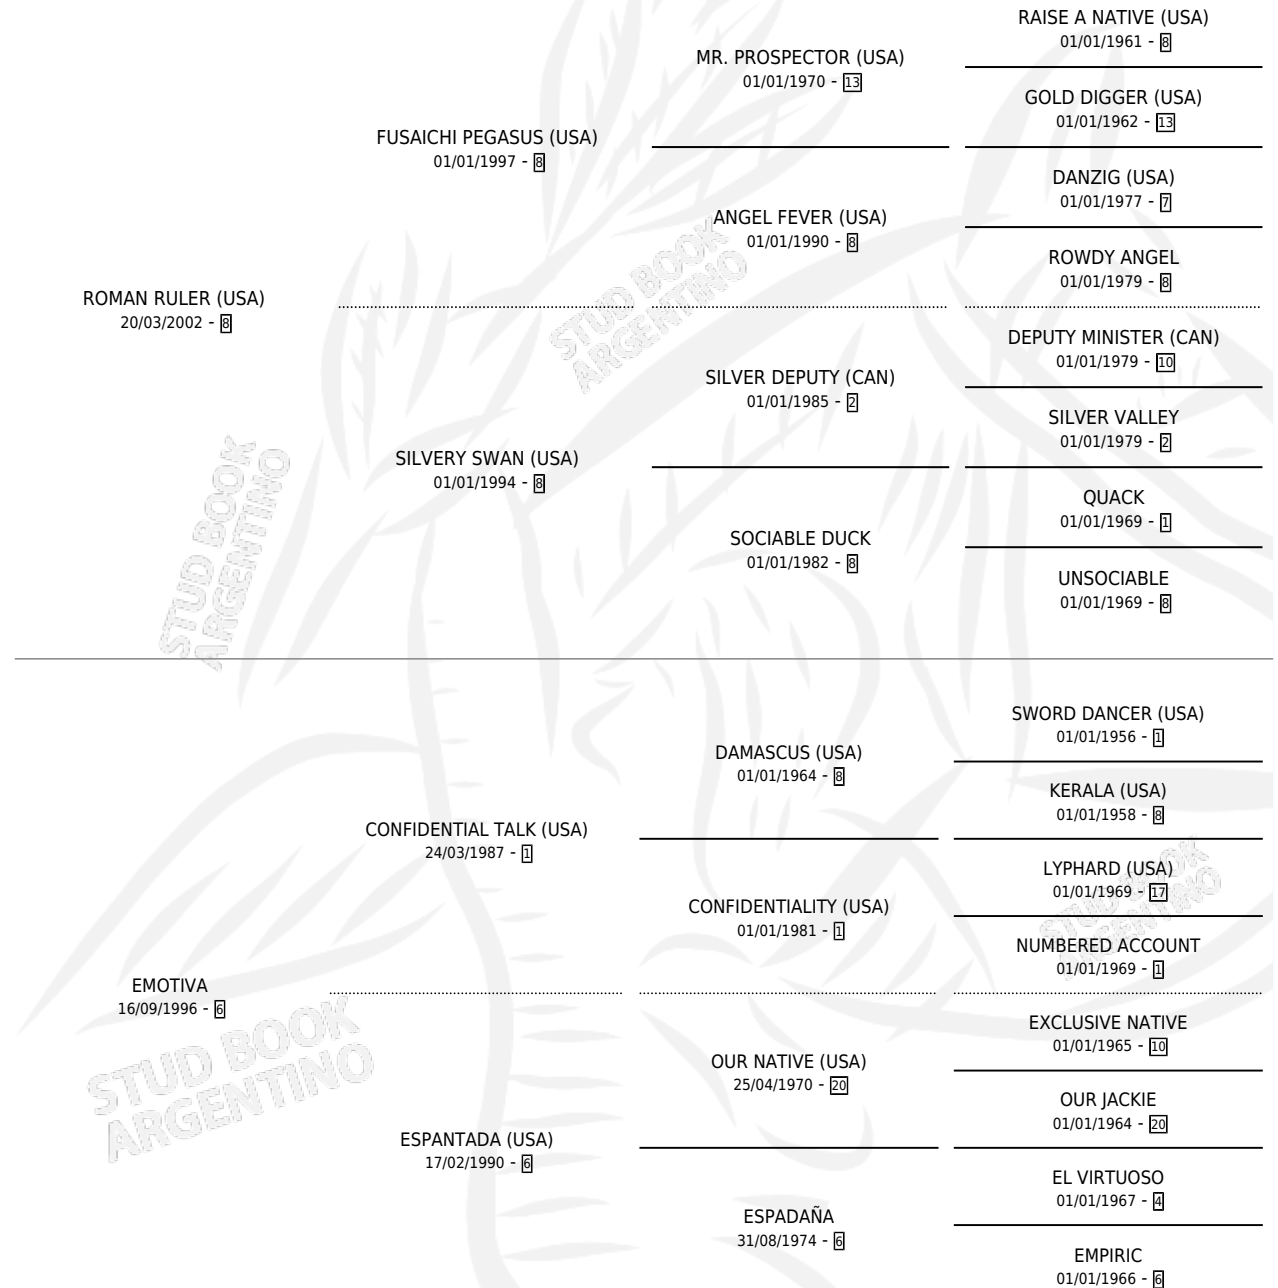 RAISE A NATIVE (USA)
01/01/1961 - 8
MR. PROSPECTOR (USA)
01/01/1970 - 13
GOLD DIGGER (USA)
01/01/1962 - 13
FUSAICHI PEGASUS (USA)
01/01/1997 - 8
DANZIG (USA)
01/01/1977 - 7
ANGEL FEVER (USA)
01/01/1990 - 8
ROWDY ANGEL
01/01/1979 - 8
ROMAN RULER (USA)
20/03/2002 - 8
DEPUTY MINISTER (CAN)
01/01/1979 - 10
SILVER DEPUTY (CAN)
01/01/1985 - 2
SILVER VALLEY
01/01/1979 - 2
SILVERY SWAN (USA)
01/01/1994 - 8
QUACK
01/01/1969 - 1
SOCIABLE DUCK
01/01/1982 - 8
UNSOCIABLE
01/01/1969 - 8
SWORD DANCER (USA)
01/01/1956 - 1
DAMASCUS (USA)
01/01/1964 - 8
KERALA (USA)
01/01/1958 - 8
CONFIDENTIAL TALK (USA)
24/03/1987 - 1
LYPHARD (USA)
01/01/1969 - 17
CONFIDENTIALITY (USA)
01/01/1981 - 1
NUMBERED ACCOUNT
01/01/1969 - 1
EMOTIVA
16/09/1996 - 6
EXCLUSIVE NATIVE
01/01/1965 - 10
OUR NATIVE (USA)
25/04/1970 - 20
OUR JACKIE
01/01/1964 - 20
ESPANTADA (USA)
17/02/1990 - 6
EL VIRTUOSO
01/01/1967 - 4
ESPADAÑA
31/08/1974 - 6
EMPIRIC
01/01/1966 - 6
STUD BOOK
ARGENTINO
STUD BOOK
ARGENTINO
STUD BOOK
ARGENTINO
STUD BOOK
ARGENTINO